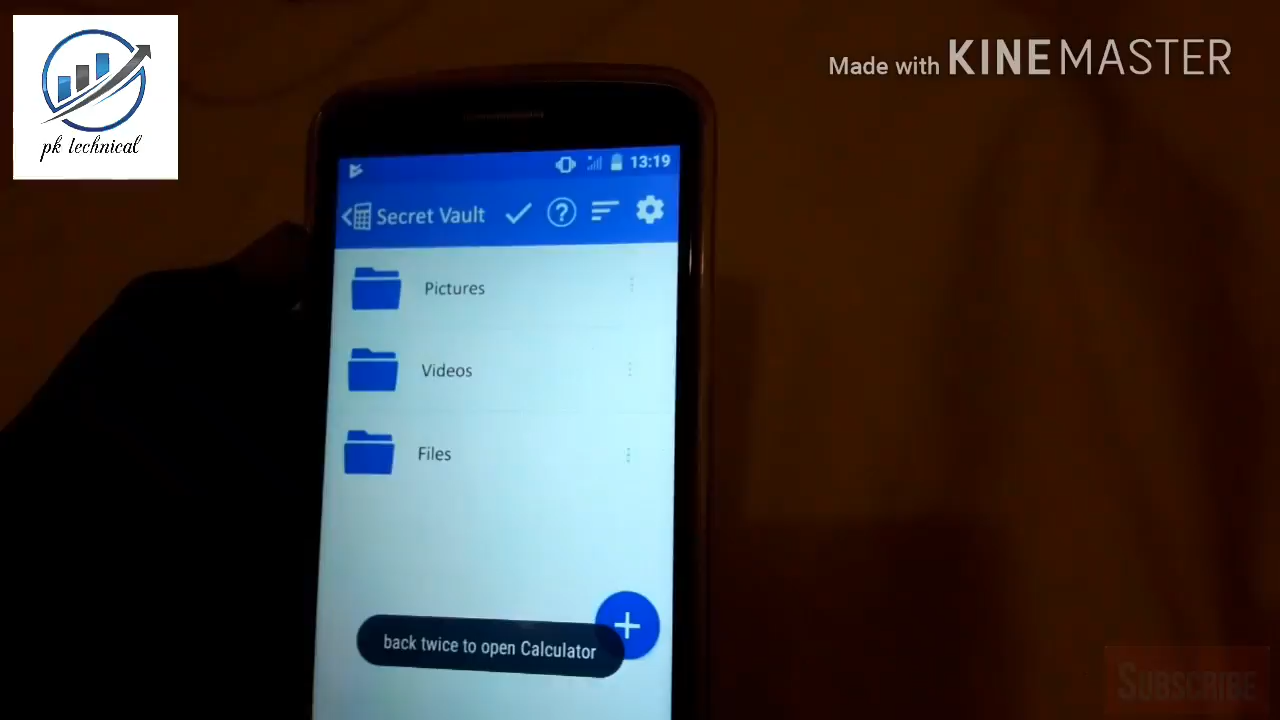 pk technical
Made with KINEMASTER
13:19
Secret Vault
?
Pictures
Videos
Files
+
back twice to open Calculator
SUBSCRIBE